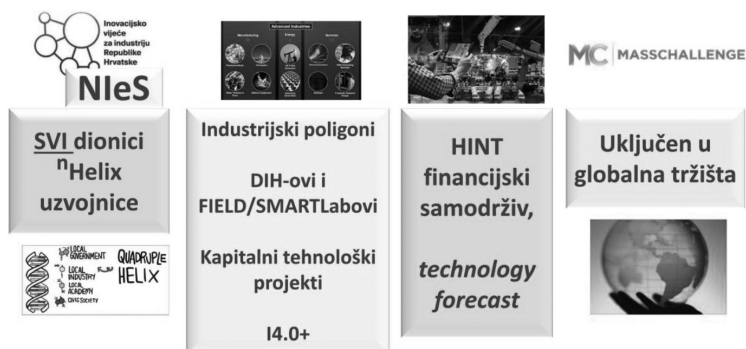 Inovacijsko
vijeće
za industriju
Republike
Hrvatske
NIeS
SVI dionici
nHelix
uzvojnice
LOCAL
GOVERNMENT
LOCAL
INDUSTRY
LOCAL
ACADEMY
CIVIC SOCIETY
QUADRUPLE
HELIX
Advanced Industries
Manufacturing
Energy
Services
Industrijski poligoni
DIH-ovi i
FIELD/SMARTLabovi
Kapitalni tehnološki
projekti
I4.0+
HINT
financijski
samodrživ,
technology
forecast
MC MASSCHALLENGE
Uključen u
globalna tržišta